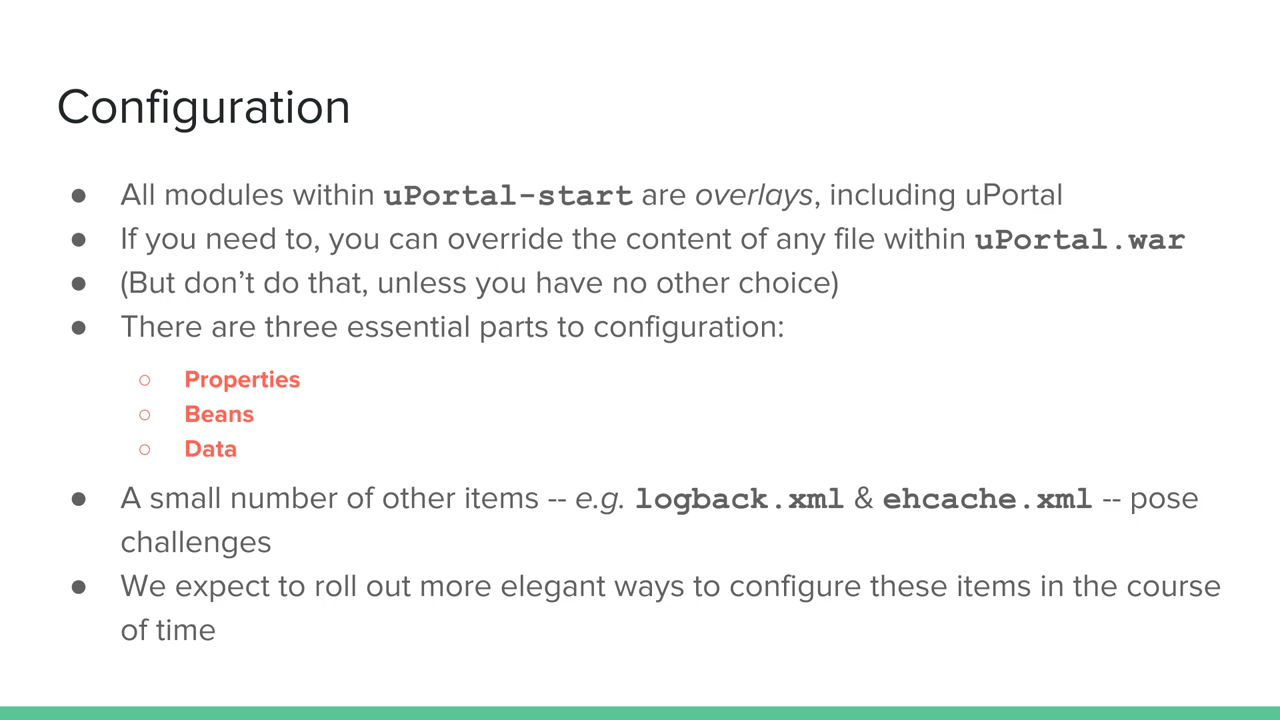 Configuration
● All modules within uPortal-start are overlays, including uPortal
● If you need to, you can override the content of any file within uPortal.war
● (But don’t do that, unless you have no other choice)
● There are three essential parts to configuration:
○ Properties
○ Beans
○ Data
● A small number of other items -- e.g. logback.xml & ehcache.xml -- pose
challenges
● We expect to roll out more elegant ways to configure these items in the course
of time